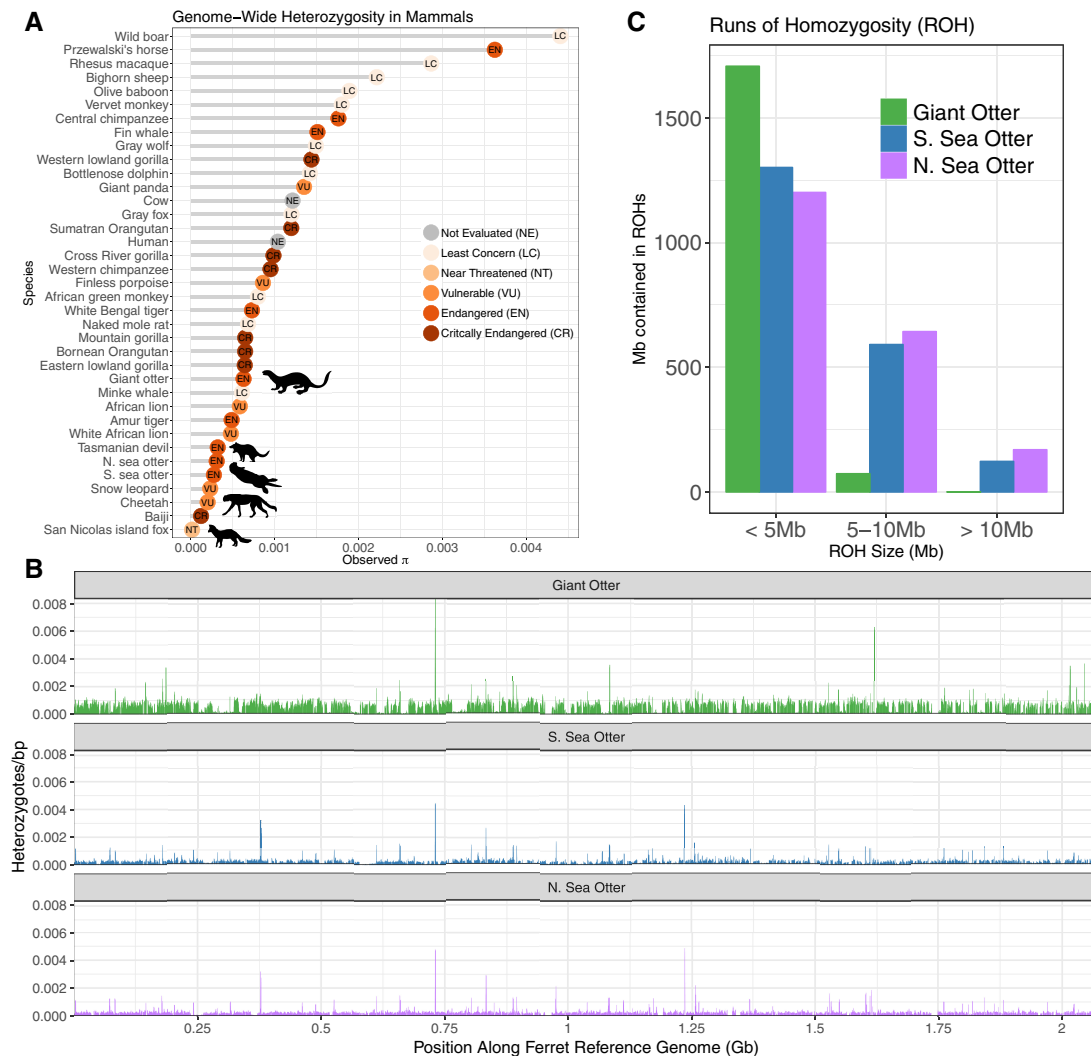 A
Genome−Wide Heterozygosity in Mammals
Species
Wild boar
LC
Przewalski's horse
EN
Rhesus macaque
LC
Bighorn sheep
LC
Olive baboon
LC
Vervet monkey
LC
Central chimpanzee
EN
Fin whale
EN
Gray wolf
LC
Western lowland gorilla
CR
Bottlenose dolphin
LC
Giant panda
VU
Cow
NE
Gray fox
LC
Sumatran Orangutan
CR
Human
NE
Cross River gorilla
CR
Western chimpanzee
CR
Finless porpoise
VU
African green monkey
LC
White Bengal tiger
EN
Naked mole rat
LC
Mountain gorilla
CR
Bornean Orangutan
CR
Eastern lowland gorilla
CR
Giant otter
EN
Minke whale
LC
African lion
VU
Amur tiger
EN
White African lion
VU
Tasmanian devil
EN
N. sea otter
EN
S. sea otter
EN
Snow leopard
VU
Cheetah
VU
Baiji
CR
San Nicolas island fox
NT
Not Evaluated (NE)
Least Concern (LC)
Near Threatened (NT)
Vulnerable (VU)
Endangered (EN)
Critcally Endangered (CR)
0.000 0.001 0.002 0.003 0.004
Observed π
C
Runs of Homozygosity (ROH)
Mb contained in ROHs
1500
1000
500
0
Giant Otter
S. Sea Otter
N. Sea Otter
< 5Mb 5−10Mb > 10Mb
ROH Size (Mb)
B
Heterozygotes/bp
Giant Otter
0.008
0.006
0.004
0.002
0.000
S. Sea Otter
0.008
0.006
0.004
0.002
0.000
N. Sea Otter
0.008
0.006
0.004
0.002
0.000
0.25 0.5 0.75 1 1.25 1.5 1.75 2
Position Along Ferret Reference Genome (Gb)